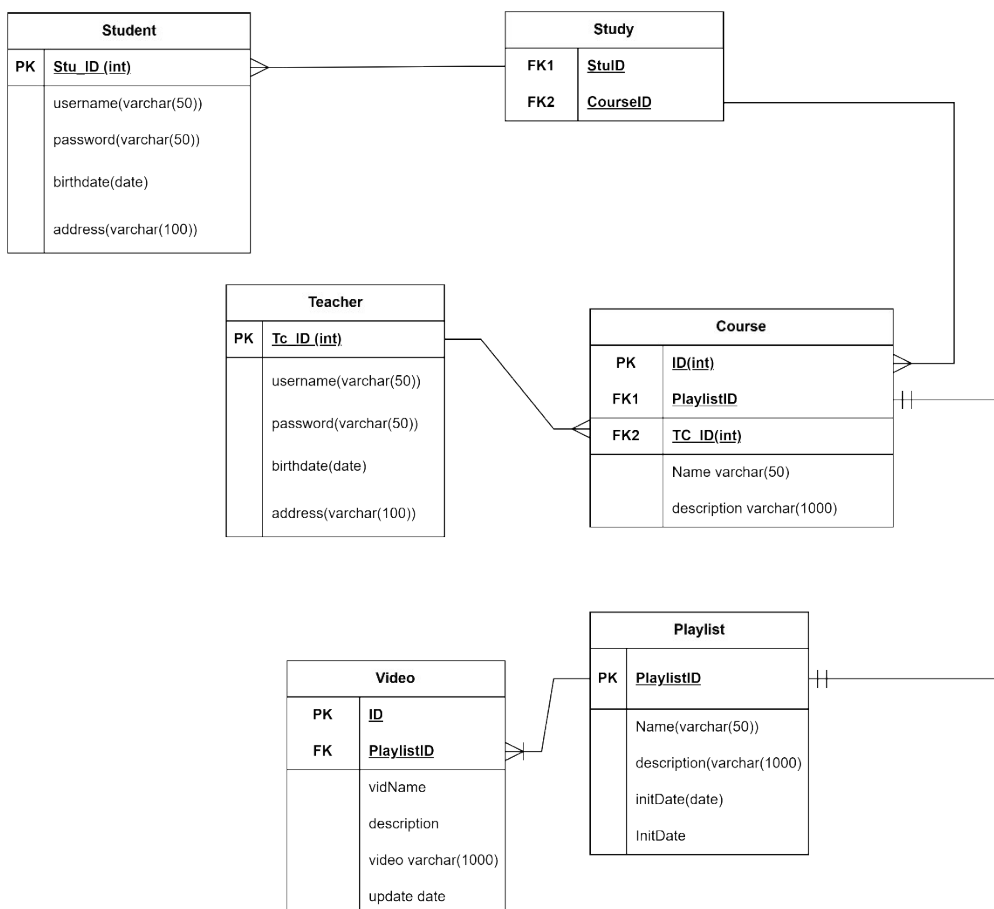 Student
PK Stu_ID (int)
username(varchar(50))
password(varchar(50))
birthdate(date)
address(varchar(100))
Study
FK1 StuID
FK2 CourseID
Teacher
PK Tc_ID (int)
username(varchar(50))
password(varchar(50))
birthdate(date)
address(varchar(100))
Course
PK ID(int)
FK1 PlaylistID
FK2 TC_ID(int)
Name varchar(50)
description varchar(1000)
Video
PK ID
FK PlaylistID
vidName
description
video varchar(1000)
update date
Playlist
PK PlaylistID
Name(varchar(50))
description(varchar(1000)
initDate(date)
InitDate